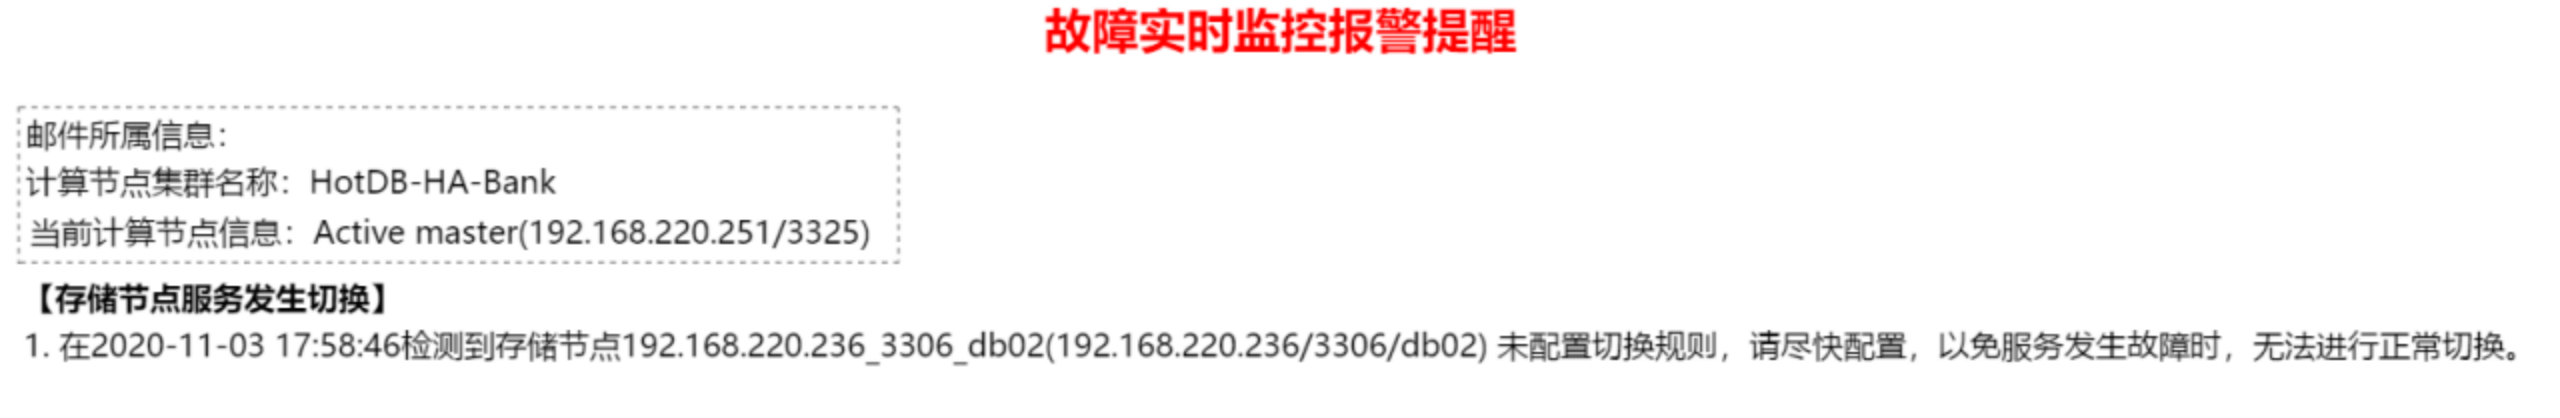 故障实时监控报警提醒
邮件所属信息：
计算节点集群名称：HotDB-HA-Bank
当前计算节点信息：Active master(192.168.220.251/3325)
【存储节点服务发生切换】
1. 在2020-11-03 17:58:46检测到存储节点192.168.220.236_3306_db02(192.168.220.236/3306/db02) 未配置切换规则，请尽快配置，以免服务发生故障时，无法进行正常切换。